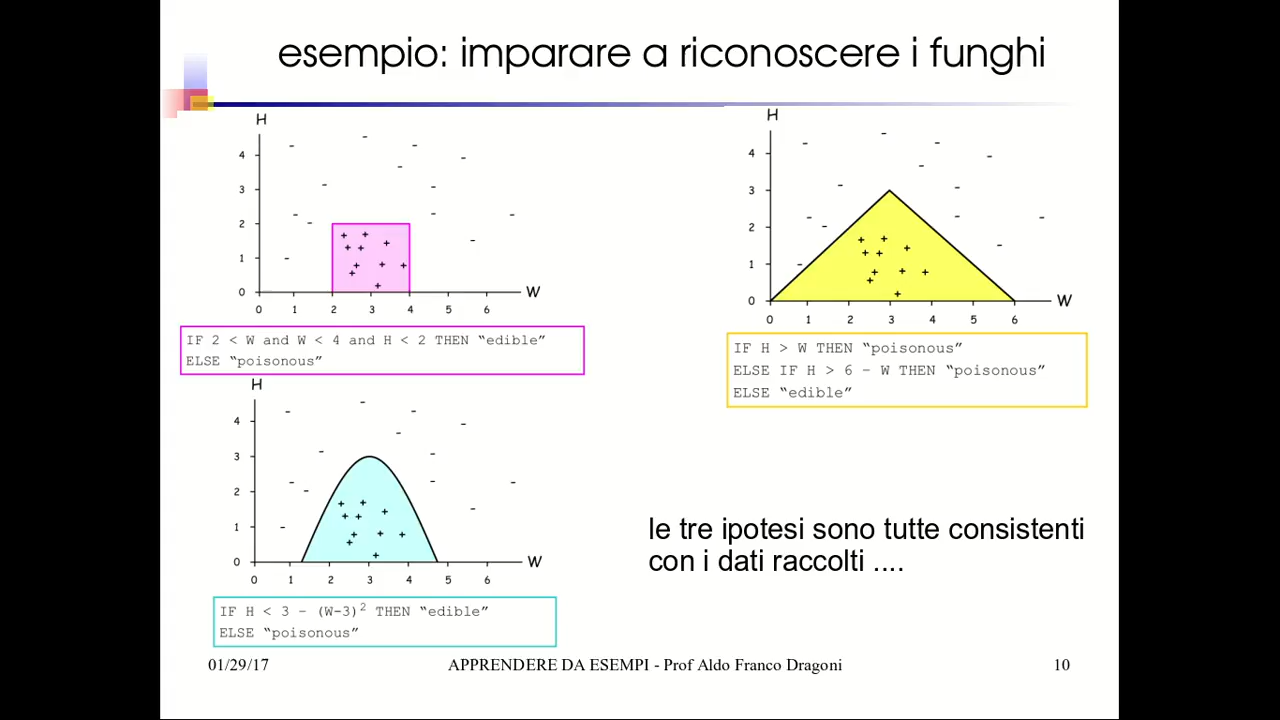 esempio: imparare a riconoscere i funghi
H
4
3
2
1
0
0 1 2 3 4 5 6
W
IF 2 < W and W < 4 and H < 2 THEN “edible”
ELSE “poisonous”
H
4
3
2
1
0
0 1 2 3 4 5 6
W
IF H > W THEN “poisonous”
ELSE IF H > 6 – W THEN “poisonous”
ELSE “edible”
H
4
3
2
1
0
0 1 2 3 4 5 6
W
IF H < 3 – (W-3)² THEN “edible”
ELSE “poisonous”
le tre ipotesi sono tutte consistenti
con i dati raccolti ....
01/29/17 APPRENDERE DA ESEMPI - Prof Aldo Franco Dragoni 10